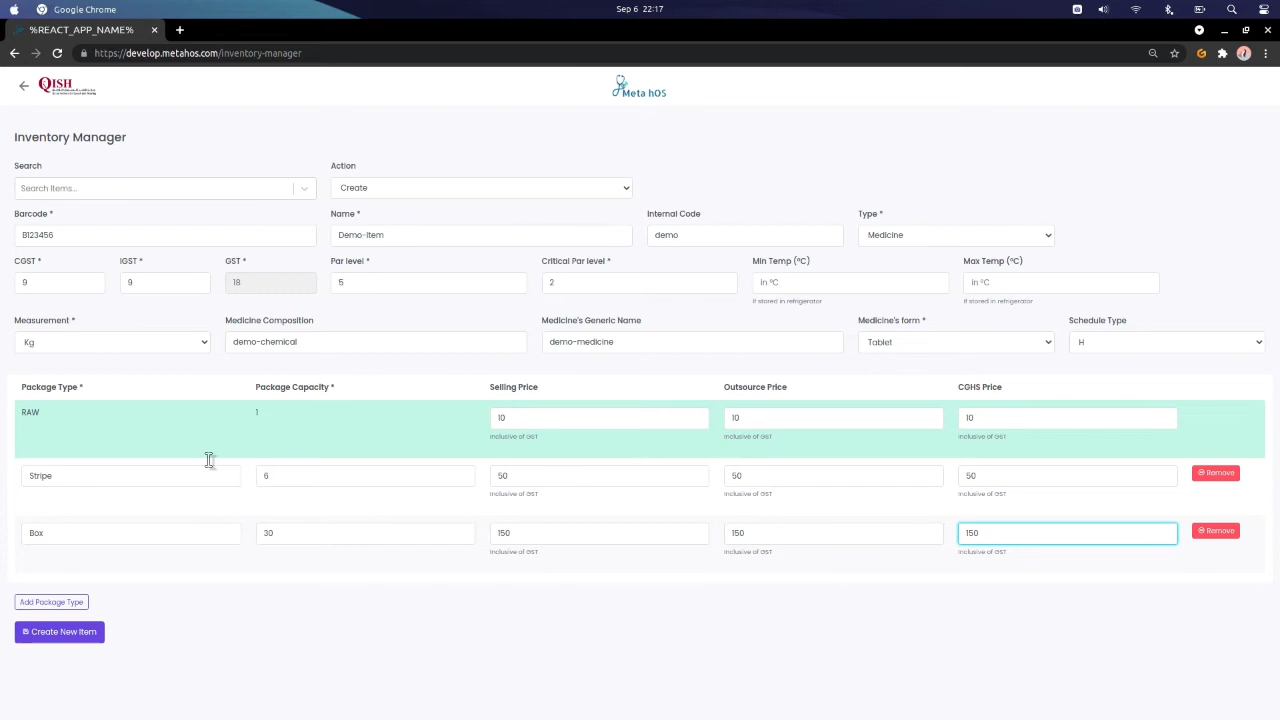 Google Chrome
Sep 6 22:17
%REACT_APP_NAME%
https://develop.metahos.com/inventory-manager
QISH
Meta hOS
Inventory Manager
Search Action
Search Items... Create
Barcode * Name * Internal Code Type *
B123456 Demo-Item demo Medicine
CGST * IGST * GST * Par level * Critical Par level * Min Temp (°C) Max Temp (°C)
9 9 18 5 2 in °C in °C
If stored in refrigerator If stored in refrigerator
Measurement * Medicine Composition Medicine's Generic Name Medicine's form * Schedule Type
Kg demo-chemical demo-medicine Tablet H
Package Type * Package Capacity * Selling Price Outsource Price CGHS Price
RAW 1 10 10 10
Inclusive of GST Inclusive of GST Inclusive of GST
Stripe 6 50 50 50 Remove
Inclusive of GST Inclusive of GST Inclusive of GST
Box 30 150 150 150 Remove
Inclusive of GST Inclusive of GST Inclusive of GST
Add Package Type
Create New Item